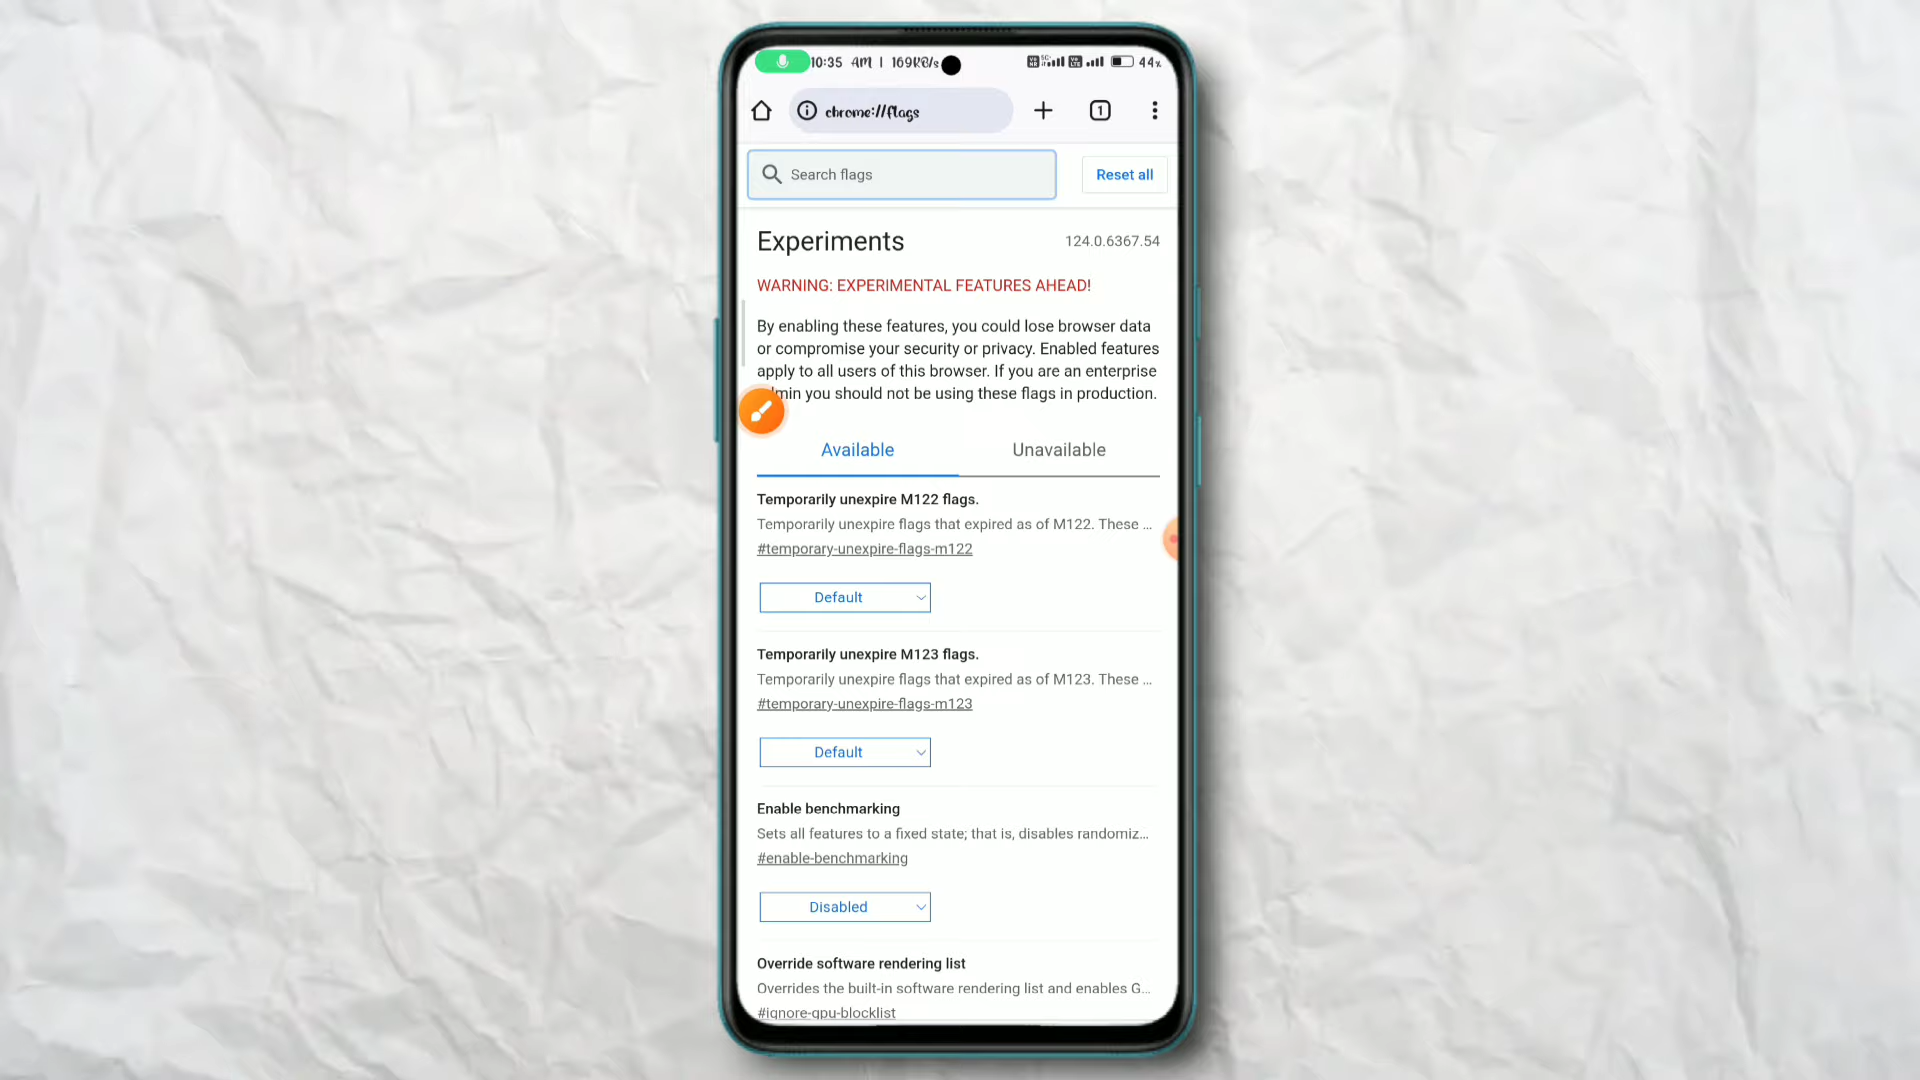 10:35 AM | 169KB/s 44%
chrome://flags 1
Search flags Reset all
Experiments 124.0.6367.54
WARNING: EXPERIMENTAL FEATURES AHEAD!
By enabling these features, you could lose browser data
or compromise your security or privacy. Enabled features
apply to all users of this browser. If you are an enterprise
min you should not be using these flags in production.
Available Unavailable
Temporarily unexpire M122 flags.
Temporarily unexpire flags that expired as of M122. These ...
#temporary-unexpire-flags-m122
Default
Temporarily unexpire M123 flags.
Temporarily unexpire flags that expired as of M123. These ...
#temporary-unexpire-flags-m123
Default
Enable benchmarking
Sets all features to a fixed state; that is, disables randomiz...
#enable-benchmarking
Disabled
Override software rendering list
Overrides the built-in software rendering list and enables G...
#ignore-gpu-blocklist